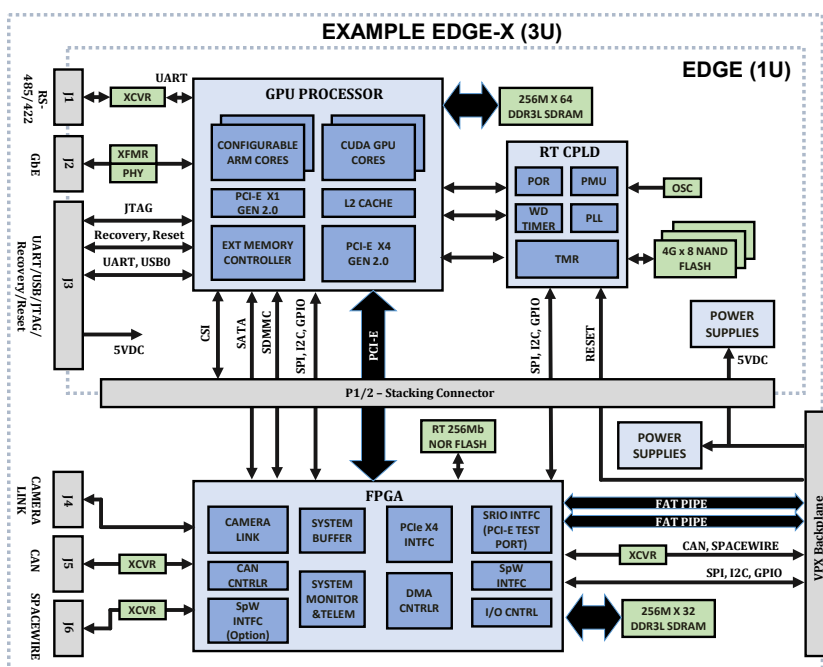 EXAMPLE EDGE-X (3U)
EDGE (1U)
RS-
485/422
J1
XCVR
UART
GPU PROCESSOR
CONFIGURABLE
ARM CORES
CUDA GPU
CORES
PCI-E X1
GEN 2.0
L2 CACHE
EXT MEMORY
CONTROLLER
PCI-E X4
GEN 2.0
256M X 64
DDR3L SDRAM
RT CPLD
POR
PMU
WD
TIMER
PLL
TMR
OSC
4G x 8 NAND
FLASH
GbE
J2
XFMR
PHY
UART/USB/JTAG/
Recovery/Reset
J3
JTAG
Recovery, Reset
UART, USB0
5VDC
CSI
SATA
SDMMC
SPI, I2C, GPIO
PCI-E
SPI, I2C, GPIO
RESET
POWER
SUPPLIES
5VDC
P1/2 – Stacking Connector
RT 256Mb
NOR FLASH
POWER
SUPPLIES
VPX Backplane
CAMERA
LINK
J4
CAN
J5
XCVR
SPACEWIRE
J6
XCVR
FPGA
CAMERA
LINK
SYSTEM
BUFFER
PCIe X4
INTFC
SRIO INTFC
(PCI-E TEST
PORT)
CAN
CNTRLR
SYSTEM
MONITOR
&TELEM
DMA
CNTRLR
SpW
INTFC
SpW
INTFC
(Option)
I/O CNTRL
FAT PIPE
FAT PIPE
XCVR
CAN, SPACEWIRE
SPI, I2C, GPIO
256M X 32
DDR3L SDRAM